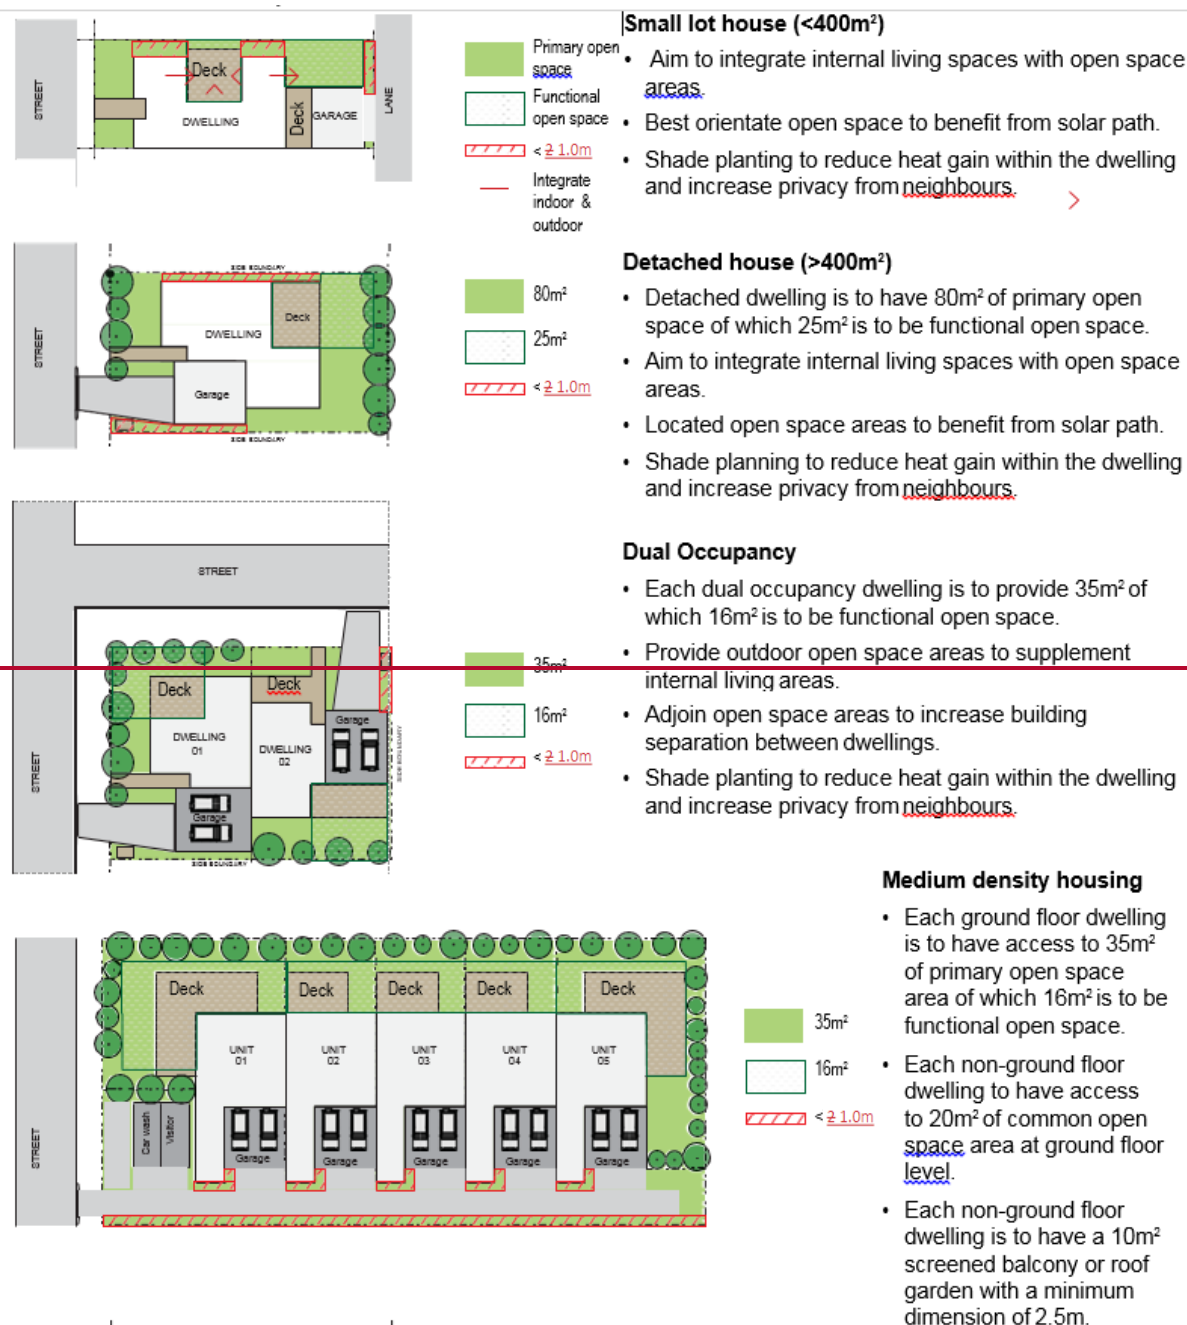 Small lot house (<400m²)
• Aim to integrate internal living spaces with open space
areas.
• Best orientate open space to benefit from solar path.
• Shade planting to reduce heat gain within the dwelling
and increase privacy from neighbours.
STREET
Deck
DWELLING
Deck
GARAGE
LANE
Primary open
space
Functional
open space
< 2 1.0m
Integrate
indoor &
outdoor
Detached house (>400m²)
• Detached dwelling is to have 80m² of primary open
space of which 25m² is to be functional open space.
• Aim to integrate internal living spaces with open space
areas.
• Located open space areas to benefit from solar path.
• Shade planning to reduce heat gain within the dwelling
and increase privacy from neighbours.
STREET
SIDE BOUNDARY
Deck
DWELLING
Garage
SIDE BOUNDARY
80m²
25m²
< 2 1.0m
Dual Occupancy
• Each dual occupancy dwelling is to provide 35m² of
which 16m² is to be functional open space.
• Provide outdoor open space areas to supplement
internal living areas.
• Adjoin open space areas to increase building
separation between dwellings.
• Shade planting to reduce heat gain within the dwelling
and increase privacy from neighbours.
STREET
STREET
Deck
Deck
Garage
DWELLING
01
DWELLING
02
SIDE BOUNDARY
Garage
SIDE BOUNDARY
35m²
16m²
< 2 1.0m
Medium density housing
• Each ground floor dwelling
is to have access to 35m²
of primary open space
area of which 16m² is to be
functional open space.
• Each non-ground floor
dwelling to have access
to 20m² of common open
space area at ground floor
level.
• Each non-ground floor
dwelling is to have a 10m²
screened balcony or roof
garden with a minimum
dimension of 2.5m.
STREET
Deck
Deck
Deck
Deck
Deck
UNIT
01
UNIT
02
UNIT
03
UNIT
04
UNIT
05
Car wash
Visitor
Garage
Garage
Garage
Garage
Garage
35m²
16m²
< 2 1.0m